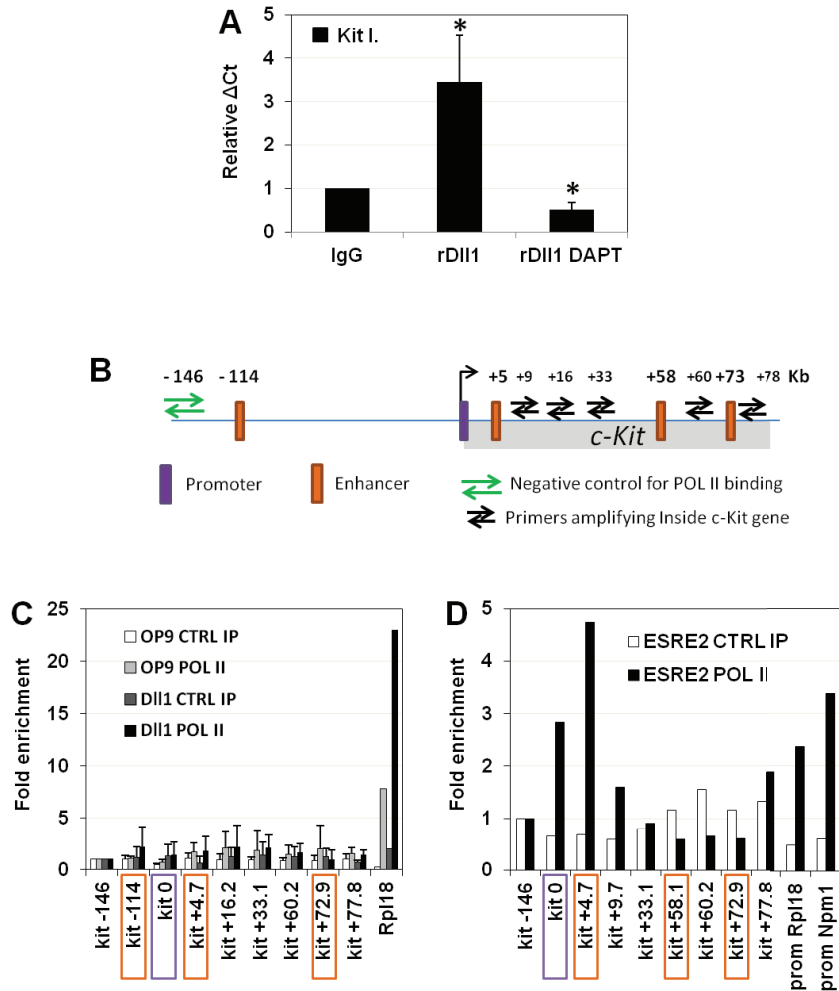 A
Kit I.
Relative ΔCt
5
4
3
2
1
0
*
*
IgG
rDll1
rDll1 DAPT
B
- 146
- 114
+5
+9
+16
+33
+58
+60
+73
+78
Kb
c-Kit
Promoter
Enhancer
Negative control for POL II binding
Primers amplifying Inside c-Kit gene
C
Fold enrichment
25
20
15
10
5
0
OP9 CTRL IP
OP9 POL II
Dll1 CTRL IP
Dll1 POL II
kit -146
kit -114
kit 0
kit +4.7
kit +16.2
kit +33.1
kit +60.2
kit +72.9
kit +77.8
Rpl18
D
Fold enrichment
5
4
3
2
1
0
ESRE2 CTRL IP
ESRE2 POL II
kit -146
kit 0
kit +4.7
kit +9.7
kit +33.1
kit +58.1
kit +60.2
kit +72.9
kit +77.8
prom Rpl18
prom Npm1